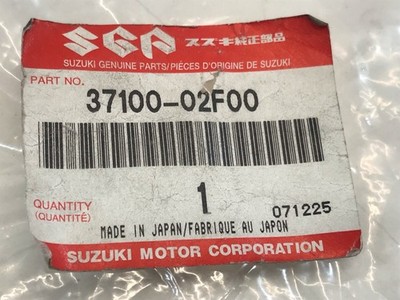 SGP スズキ純正部品
SUZUKI GENUINE PARTS/PIÈCES D'ORIGINE DE SUZUKI
PART NO.
37100-02F00
QUANTITY
(QUANTITÉ)
1
071225
MADE IN JAPAN/FABRIQUE AU JAPON
SUZUKI MOTOR CORPORATION